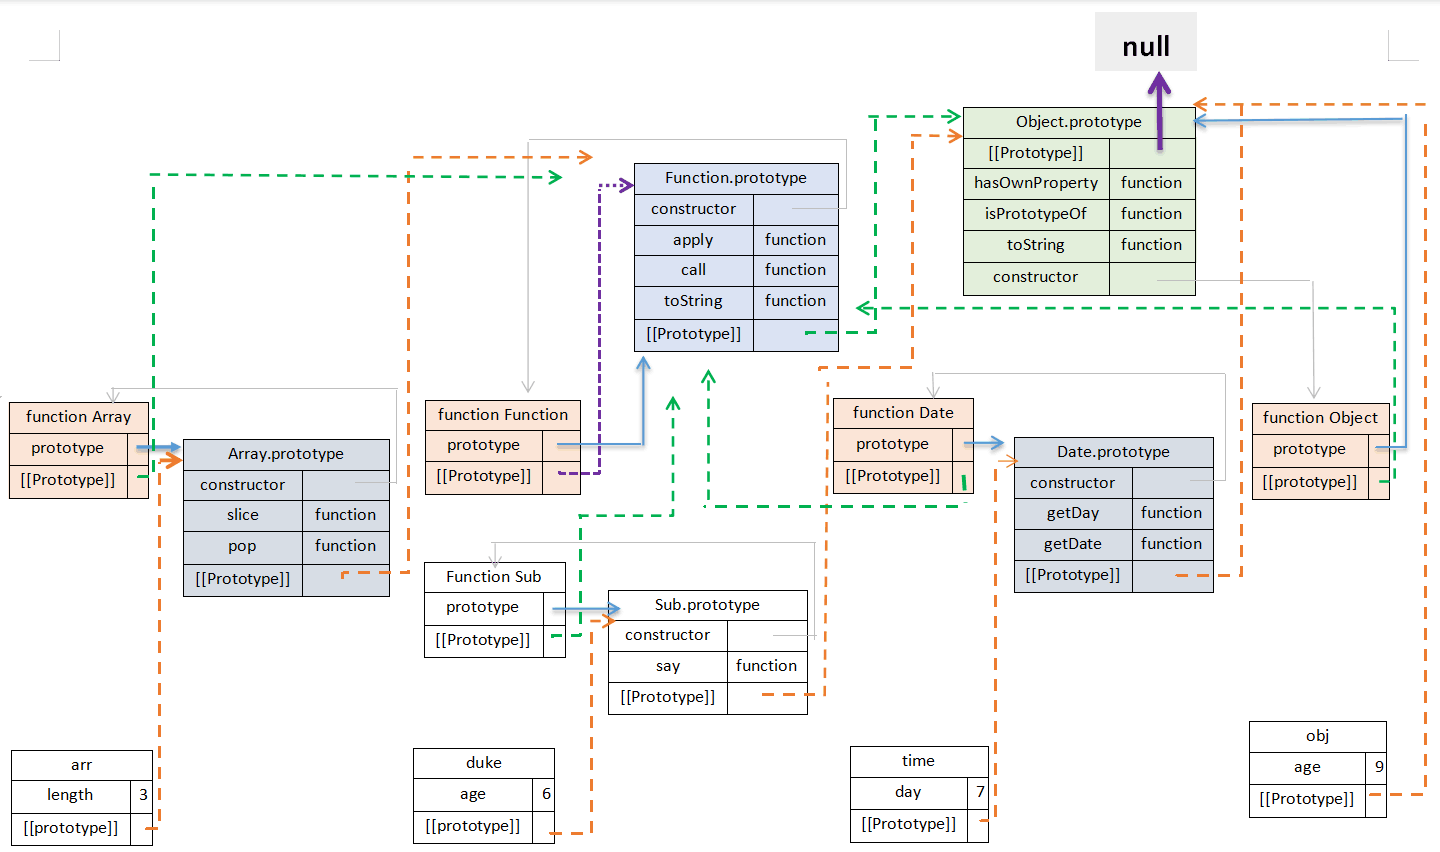 null
Object.prototype
[[Prototype]]
hasOwnProperty function
isPrototypeOf function
toString function
constructor
Function.prototype
constructor
apply function
call function
toString function
[[Prototype]]
function Array
prototype
[[Prototype]]
Array.prototype
constructor
slice function
pop function
[[Prototype]]
function Function
prototype
[[Prototype]]
function Date
prototype
[[Prototype]]
Date.prototype
constructor
getDay function
getDate function
[[Prototype]]
function Object
prototype
[[prototype]]
Function Sub
prototype
[[Prototype]]
Sub.prototype
constructor
say function
[[Prototype]]
arr
length 3
[[prototype]]
duke
age 6
[[prototype]]
time
day 7
[[Prototype]]
obj
age 9
[[Prototype]]